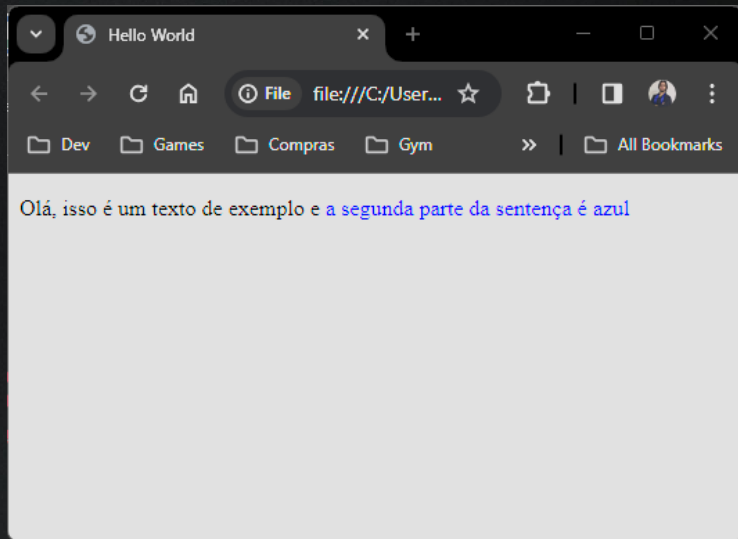 Hello World
File file:///C:/User...
Dev Games Compras Gym All Bookmarks
Olá, isso é um texto de exemplo e a segunda parte da sentença é azul